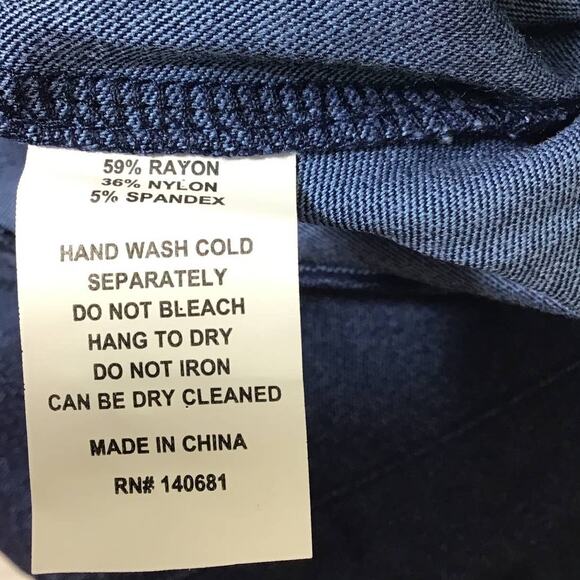 59% RAYON
36% NYLON
5% SPANDEX
HAND WASH COLD
SEPARATELY
DO NOT BLEACH
HANG TO DRY
DO NOT IRON
CAN BE DRY CLEANED
MADE IN CHINA
RN# 140681